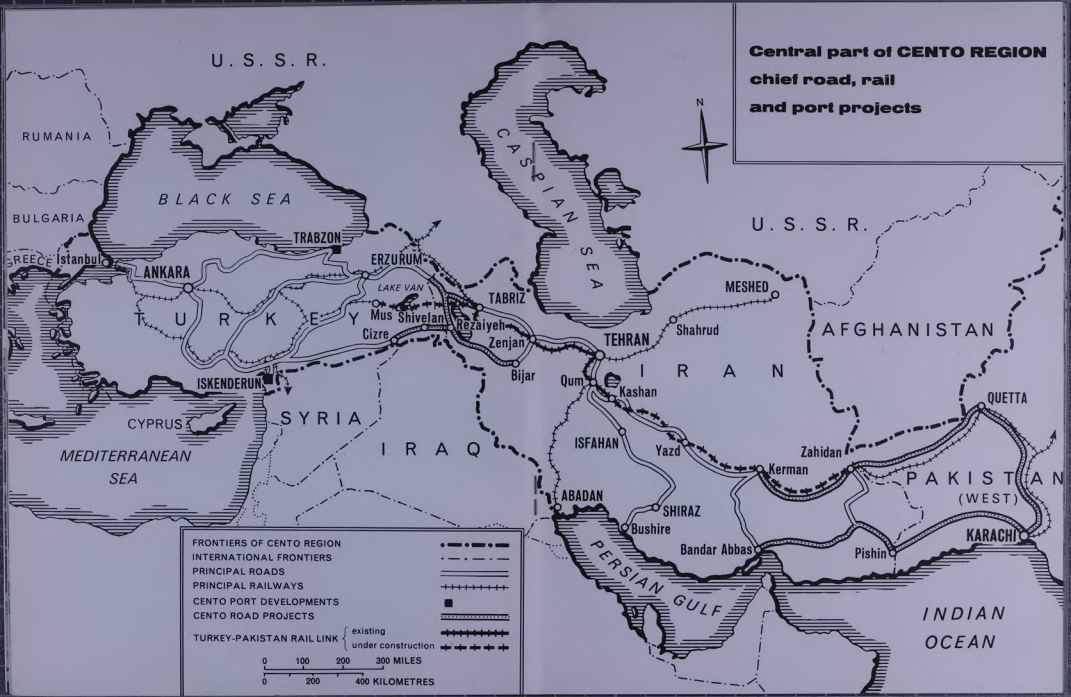 Central part of CENTO REGION
chief road, rail
and port projects
N
U.S.S.R.
RUMANIA
BULGARIA
GREECE
BLACK SEA
CASPIAN SEA
U.S.S.R.
TRABZON
Istanbul
ANKARA
ERZURUM
LAKE VAN
TABRIZ
MESHED
TURKEY
Mus
Shivelan
Rezaiyeh
Cizre
Zenjan
TEHRAN
Shahrud
AFGHANISTAN
Bijar
IRAN
ISKENDERUN
Qum
Kashan
QUETTA
CYPRUS
SYRIA
IRAQ
ISFAHAN
Yazd
Zahidan
MEDITERRANEAN
SEA
Kerman
PAKISTAN
(WEST)
ABADAN
SHIRAZ
Bushire
KARACHI
Bandar Abbas
Pishin
PERSIAN GULF
INDIAN
OCEAN
FRONTIERS OF CENTO REGION
INTERNATIONAL FRONTIERS
PRINCIPAL ROADS
PRINCIPAL RAILWAYS
CENTO PORT DEVELOPMENTS
CENTO ROAD PROJECTS
TURKEY-PAKISTAN RAIL LINK existing
under construction
0 100 200 300 MILES
0 200 400 KILOMETRES